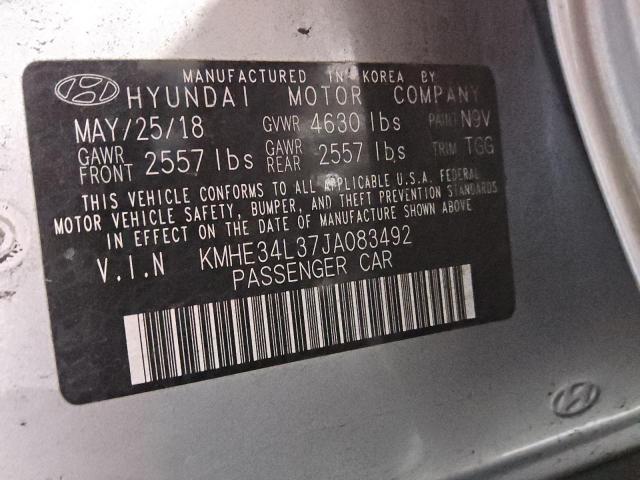 MANUFACTURED IN KOREA BY
HYUNDAI MOTOR COMPANY
MAY/25/18 GVWR 4630 lbs PAINT N9V
GAWR FRONT 2557 lbs GAWR REAR 2557 lbs TRIM TGG
THIS VEHICLE CONFORMS TO ALL APPLICABLE U.S.A. FEDERAL
MOTOR VEHICLE SAFETY, BUMPER, AND THEFT PREVENTION STANDARDS
IN EFFECT ON THE DATE OF MANUFACTURE SHOWN ABOVE
V.I.N KMHE34L37JA083492
PASSENGER CAR